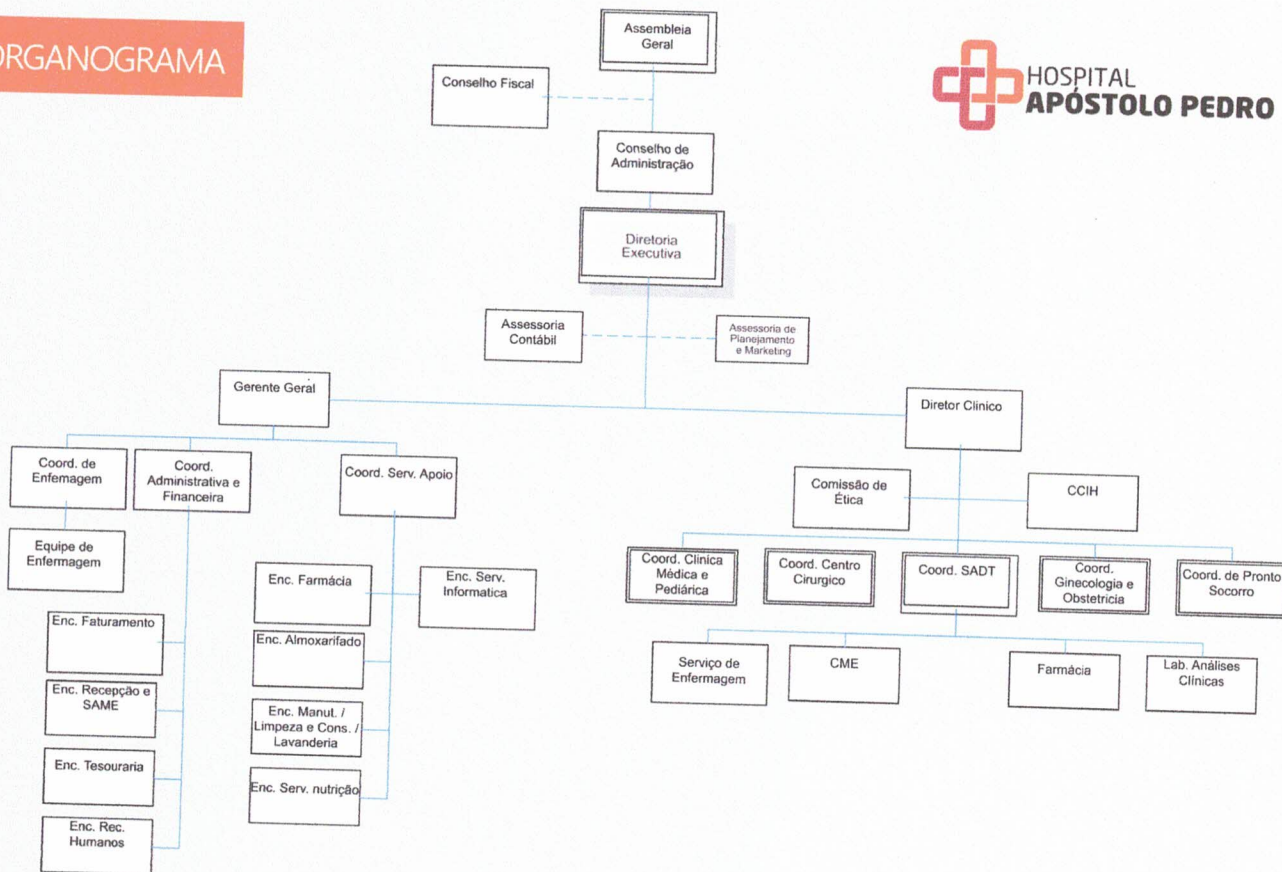 ORGANOGRAMA
HOSPITAL
APÓSTOLO PEDRO
Assembleia
Geral
Conselho Fiscal
Conselho de
Administração
Diretoria
Executiva
Assessoria
Contábil
Assessoria de
Planejamento
e Marketing
Gerente Geral
Diretor Clinico
Coord. de
Enfemagem
Coord.
Administrativa e
Financeira
Coord. Serv. Apoio
Comissão de
Ética
CCIH
Equipe de
Enfermagem
Coord. Clinica
Médica e
Pediárica
Coord. Centro
Cirurgico
Coord. SADT
Coord.
Ginecologia e
Obstetricia
Coord. de Pronto
Socorro
Enc. Farmácia
Enc. Serv.
Informatica
Enc. Faturamento
Enc. Almoxarifado
Serviço de
Enfermagem
CME
Farmácia
Lab. Análises
Clínicas
Enc. Recepção e
SAME
Enc. Manut. /
Limpeza e Cons. /
Lavanderia
Enc. Tesouraria
Enc. Serv. nutrição
Enc. Rec.
Humanos